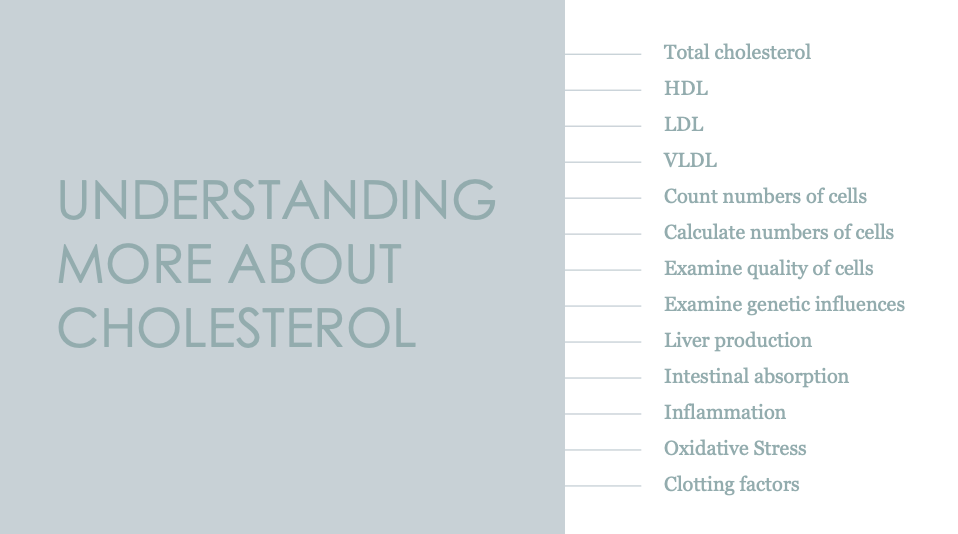 UNDERSTANDING
MORE ABOUT
CHOLESTEROL
Total cholesterol
HDL
LDL
VLDL
Count numbers of cells
Calculate numbers of cells
Examine quality of cells
Examine genetic influences
Liver production
Intestinal absorption
Inflammation
Oxidative Stress
Clotting factors